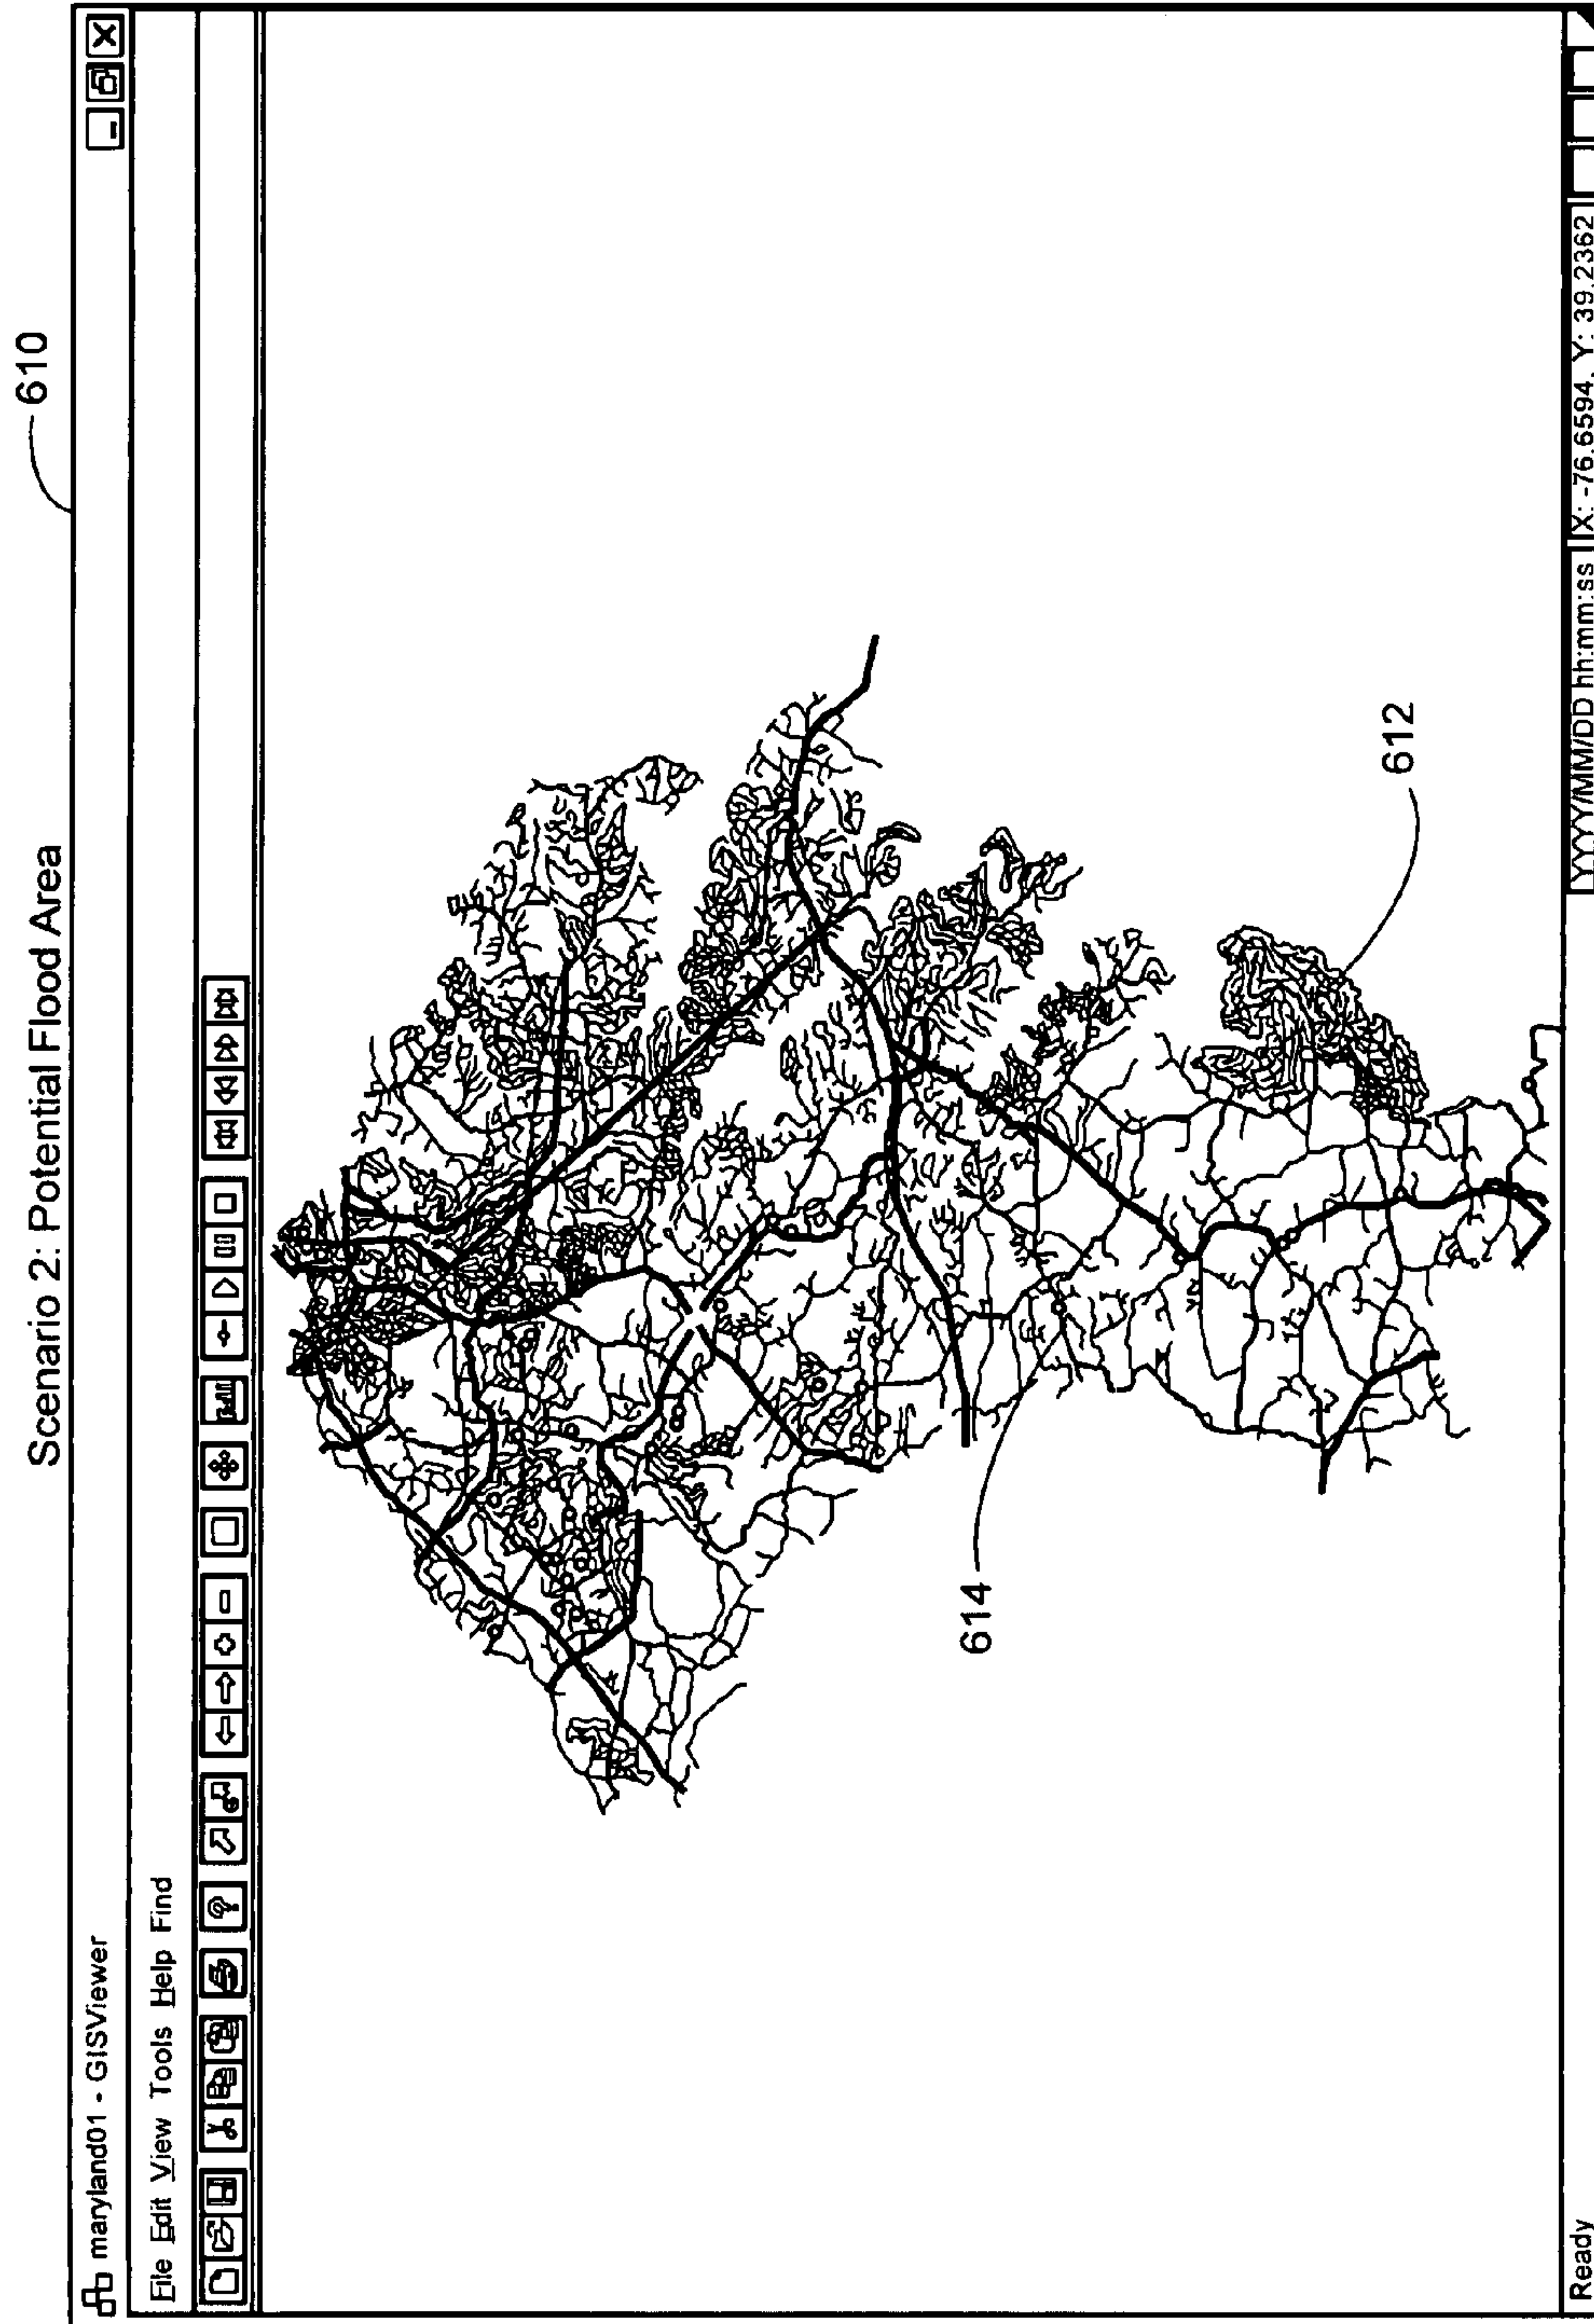 Scenario 2: Potential Flood Area
610
maryland01 - GISViewer
File Edit View Tools Help Find
614
612
Ready
YYYY/MM/DD hh:mm:ss
X: -76.6594, Y: 39.2362